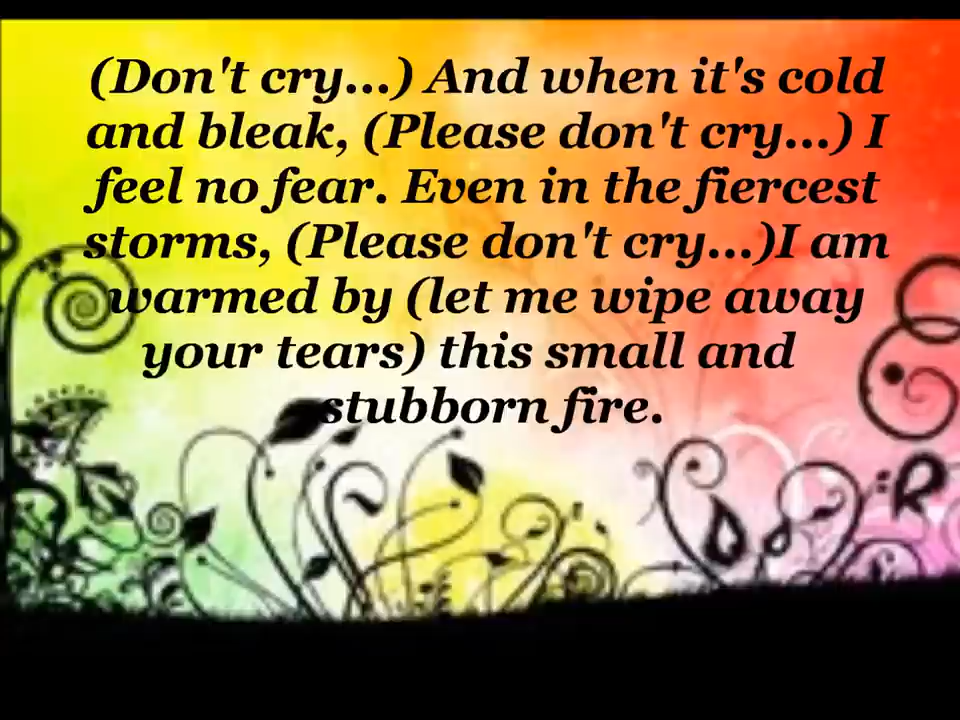 (Don't cry...) And when it's cold
and bleak, (Please don't cry...) I
feel no fear. Even in the fiercest
storms, (Please don't cry...)I am
warmed by (let me wipe away
your tears) this small and
stubborn fire.